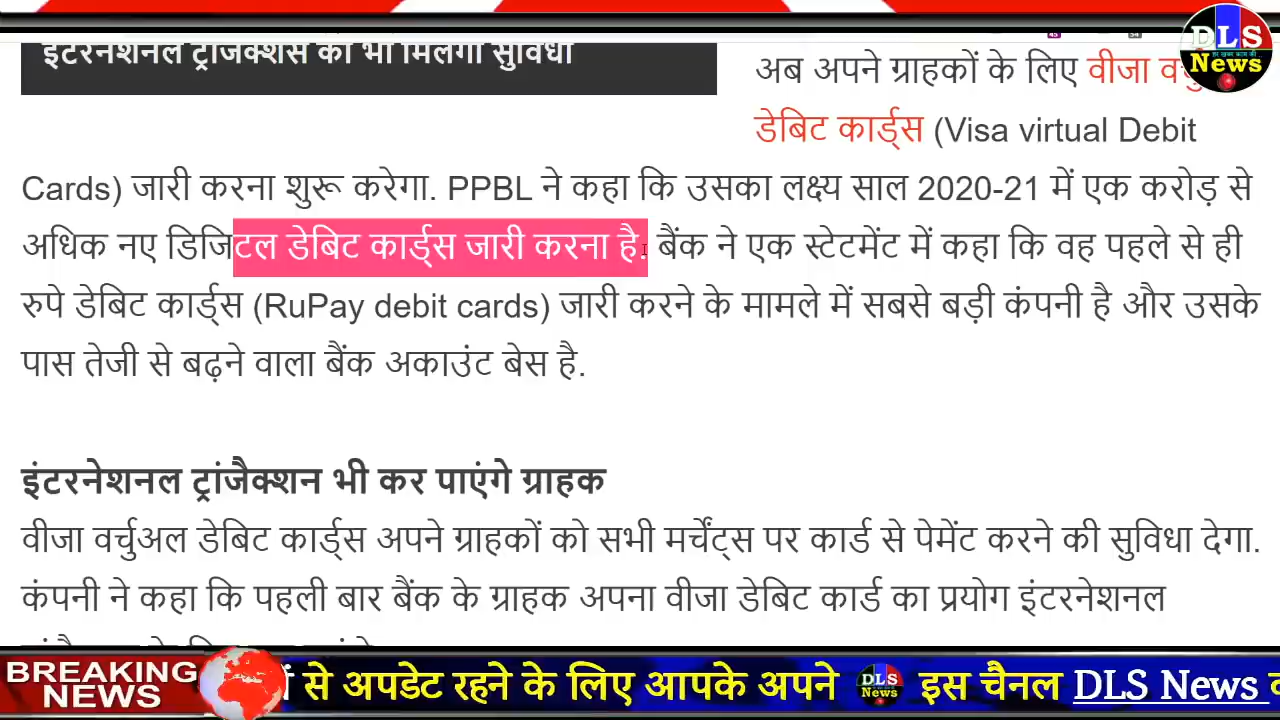 इंटरनेशनल ट्रांजैक्शंस की भी मिलेगी सुविधा
अब अपने ग्राहकों के लिए वीजा
डेबिट कार्ड्स (Visa virtual Debit
Cards) जारी करना शुरू करेगा. PPBL ने कहा कि उसका लक्ष्य साल 2020-21 में एक करोड़ से
अधिक नए डिजिटल डेबिट कार्ड्स जारी करना है. बैंक ने एक स्टेटमेंट में कहा कि वह पहले से ही
रुपे डेबिट कार्ड्स (RuPay debit cards) जारी करने के मामले में सबसे बड़ी कंपनी है और उसके
पास तेजी से बढ़ने वाला बैंक अकाउंट बेस है.
इंटरनेशनल ट्रांजैक्शन भी कर पाएंगे ग्राहक
वीजा वर्चुअल डेबिट कार्ड्स अपने ग्राहकों को सभी मर्चेंट्स पर कार्ड से पेमेंट करने की सुविधा देगा.
कंपनी ने कहा कि पहली बार बैंक के ग्राहक अपना वीजा डेबिट कार्ड का प्रयोग इंटरनेशनल
DLS
News
BREAKING
NEWS
से अपडेट रहने के लिए आपके अपने DLS News इस चैनल DLS News